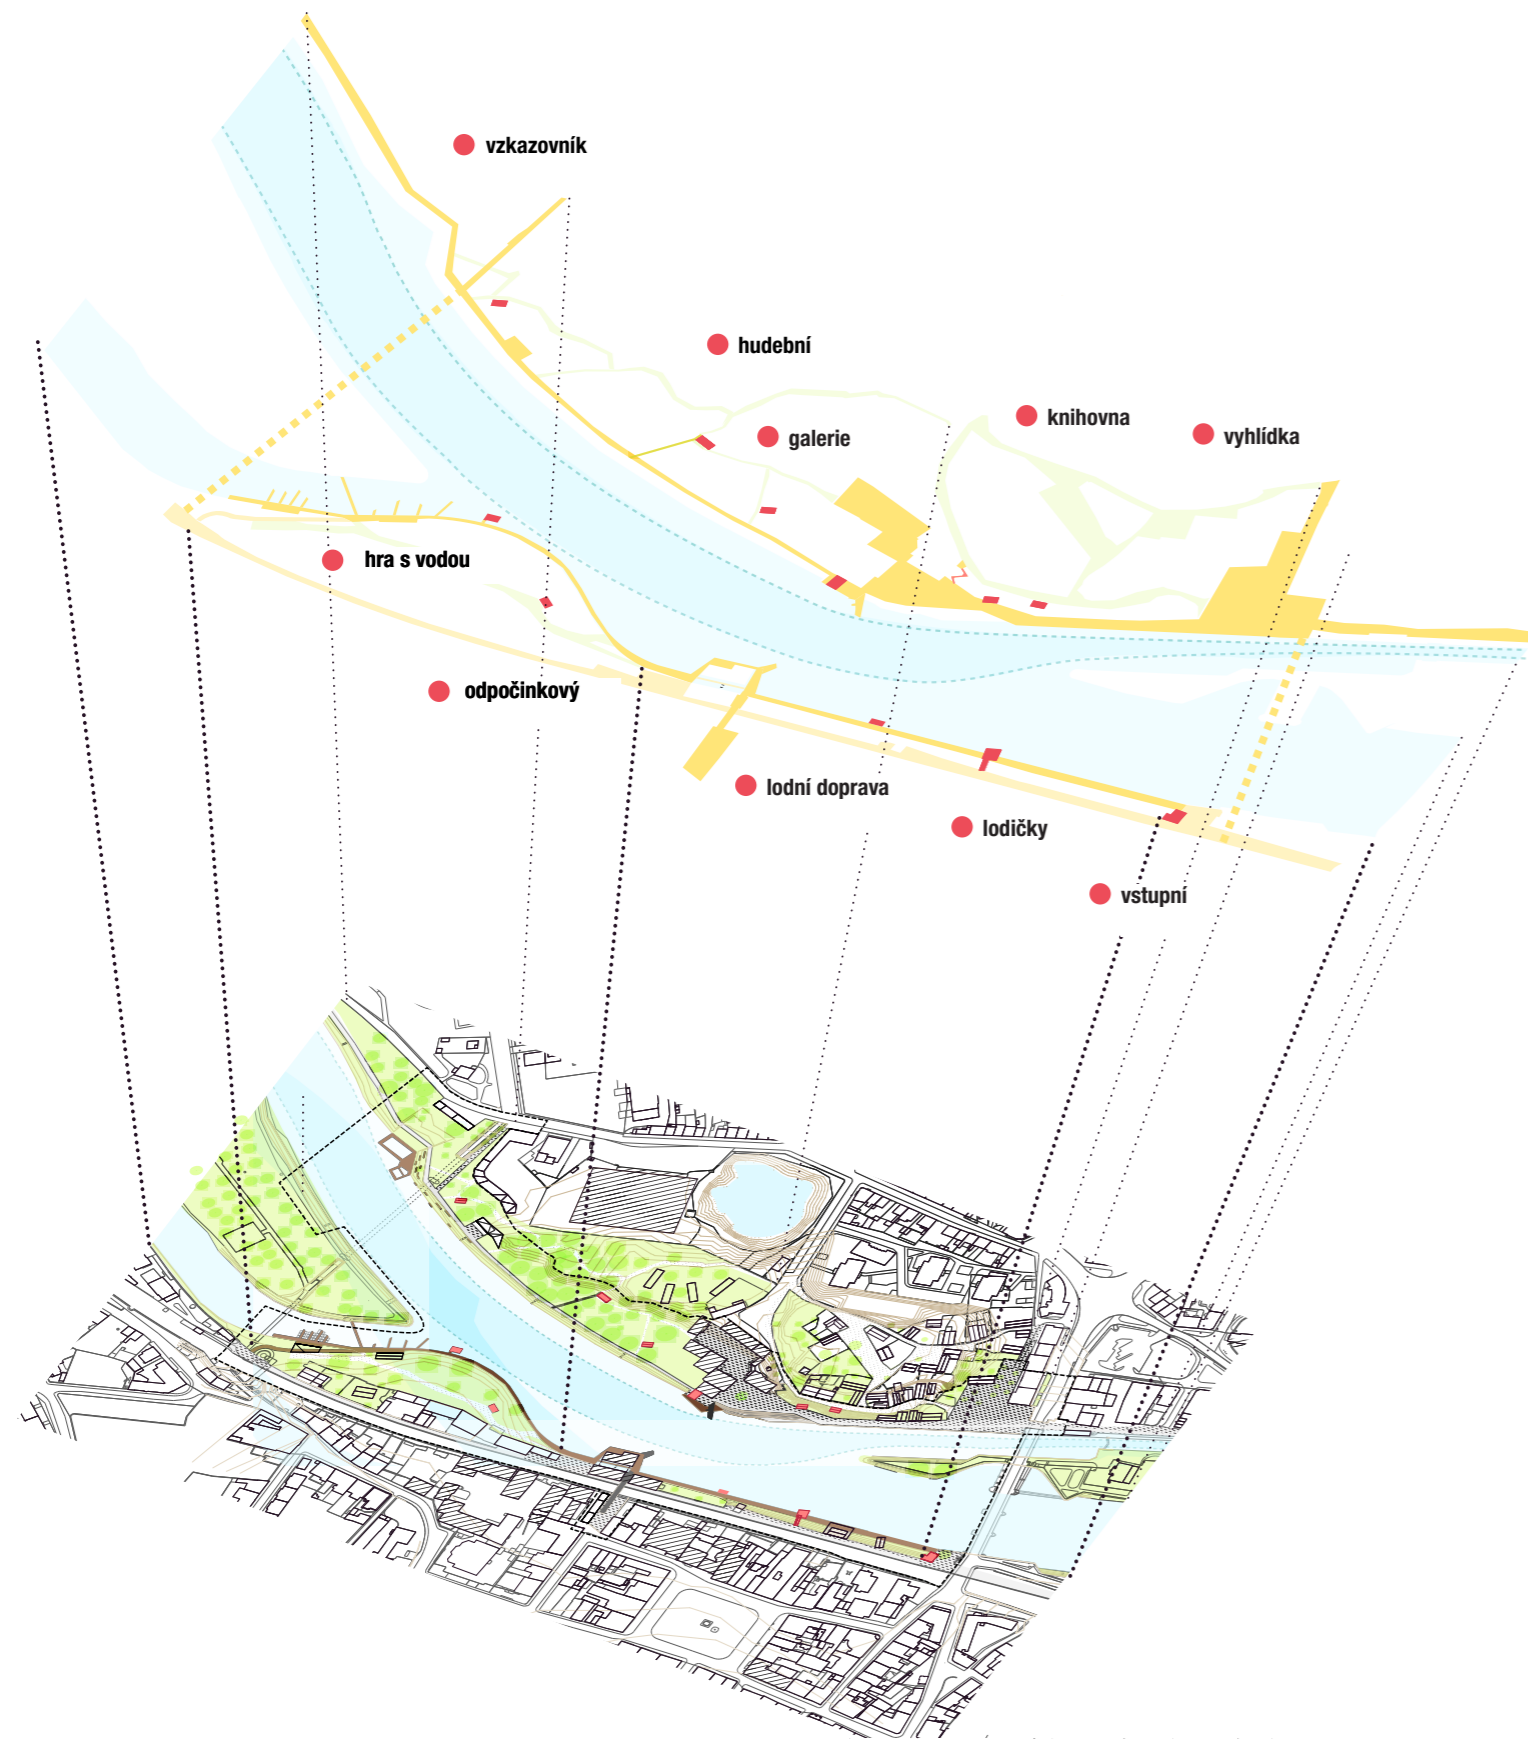 vzkazovník
hudební
knihovna
vyhlídka
galerie
hra s vodou
odpočinkový
lodní doprava
lodičky
vstupní